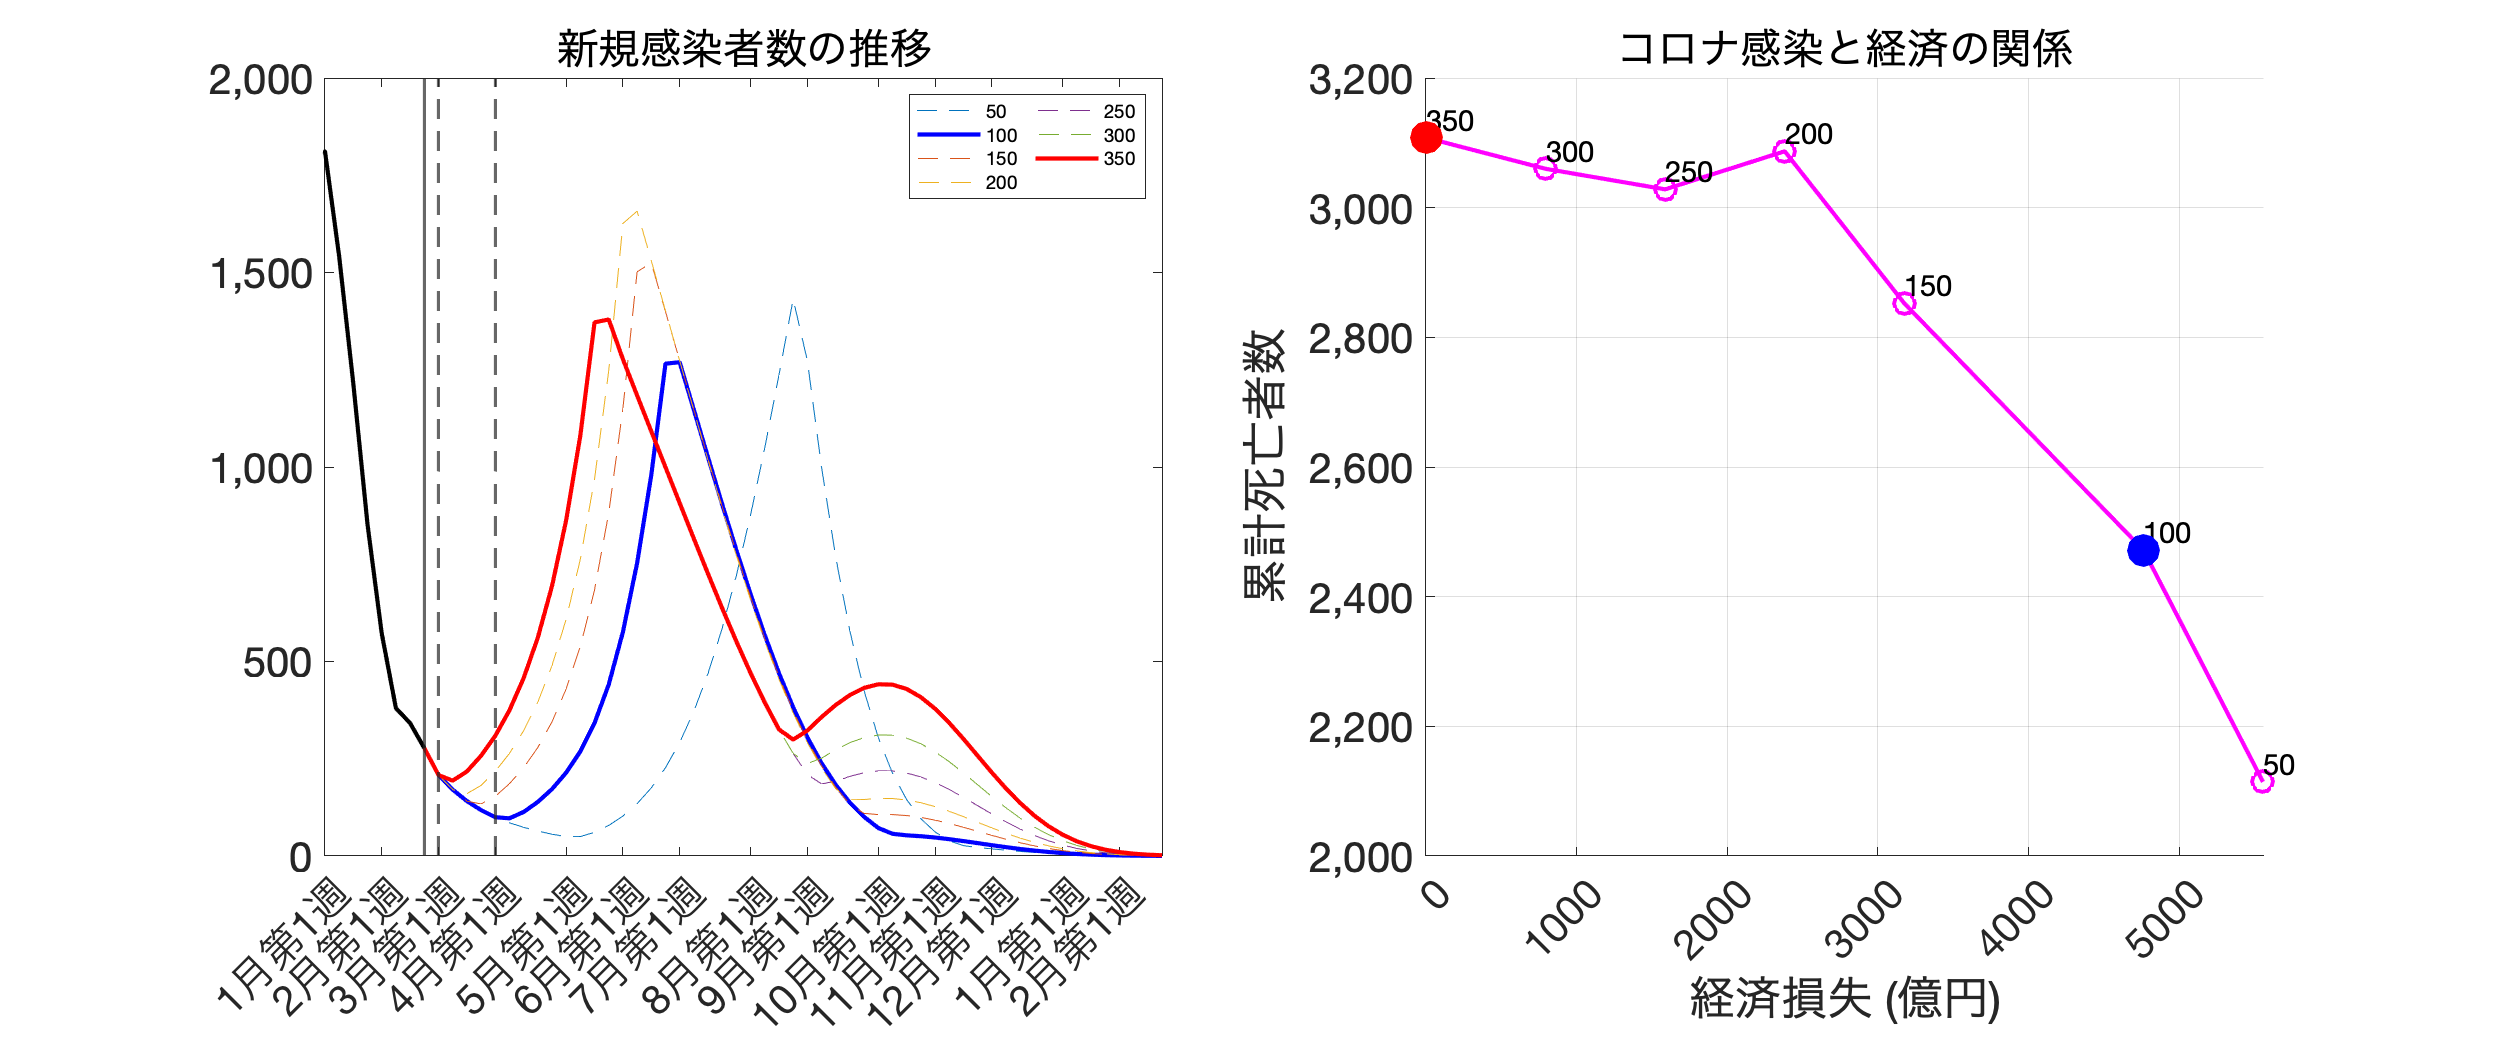 新規感染者数の推移
2,000
1,500
1,000
500
0
50
100
150
200
250
300
350
1月第1週
2月第1週
3月第1週
4月第1週
5月第1週
6月第1週
7月第1週
8月第1週
9月第1週
10月第1週
11月第1週
12月第1週
1月第1週
2月第1週
コロナ感染と経済の関係
累計死亡者数
3,200
3,000
2,800
2,600
2,400
2,200
2,000
350
300
250
200
150
100
50
0
1000
2000
3000
4000
5000
経済損失 (億円)